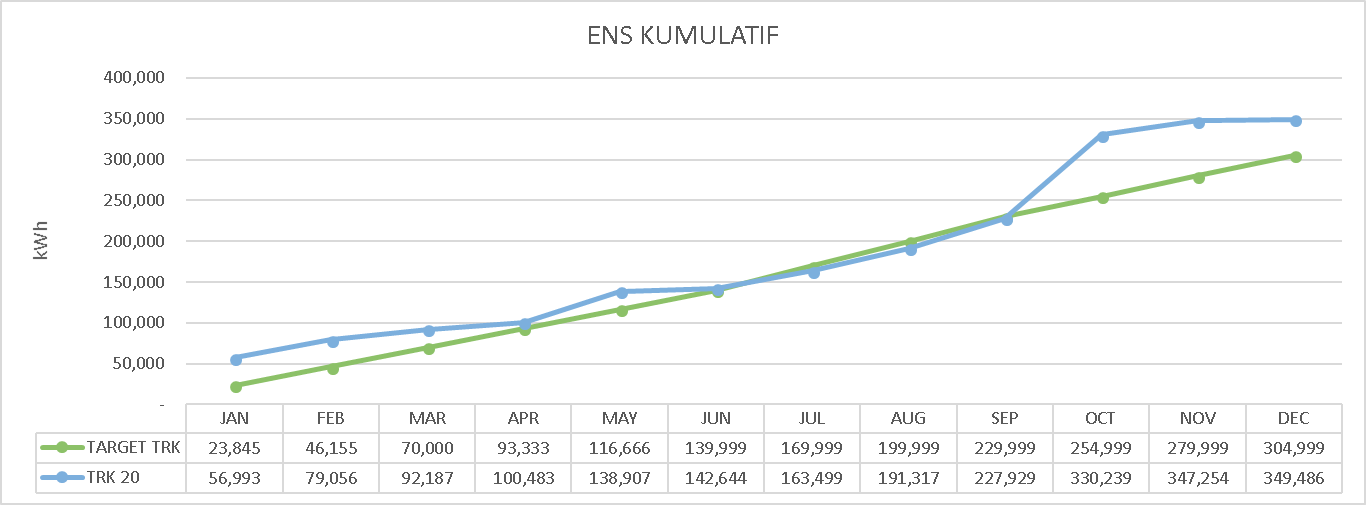 ENS KUMULATIF
400,000
350,000
300,000
250,000
200,000
150,000
100,000
50,000
-
kWh
JAN FEB MAR APR MAY JUN JUL AUG SEP OCT NOV DEC
TARGET TRK 23,845 46,155 70,000 93,333 116,666 139,999 169,999 199,999 229,999 254,999 279,999 304,999
TRK 20 56,993 79,056 92,187 100,483 138,907 142,644 163,499 191,317 227,929 330,239 347,254 349,486